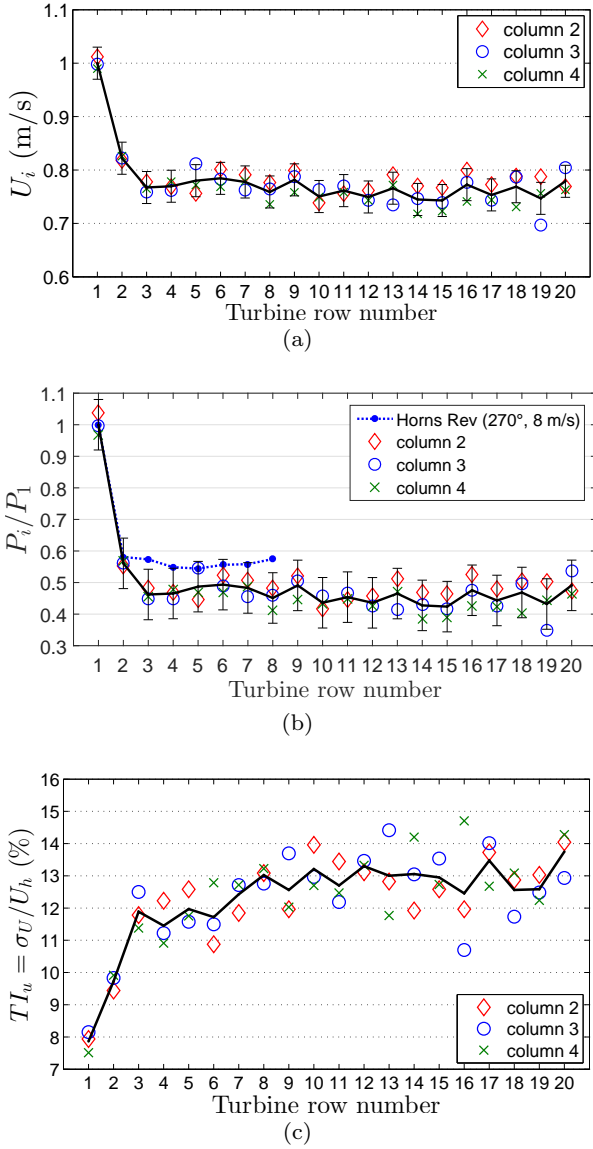 1.1
1
0.9
0.8
0.7
0.6
U_i (m/s)
column 2
column 3
column 4
1 2 3 4 5 6 7 8 9 10 11 12 13 14 15 16 17 18 19 20
Turbine row number
(a)
1.1
1
0.9
0.8
0.7
0.6
0.5
0.4
0.3
P_i/P_1
Horns Rev (270°, 8 m/s)
column 2
column 3
column 4
1 2 3 4 5 6 7 8 9 10 11 12 13 14 15 16 17 18 19 20
Turbine row number
(b)
16
15
14
13
12
11
10
9
8
7
TI_u = σ_U/U_h (%)
column 2
column 3
column 4
1 2 3 4 5 6 7 8 9 10 11 12 13 14 15 16 17 18 19 20
Turbine row number
(c)